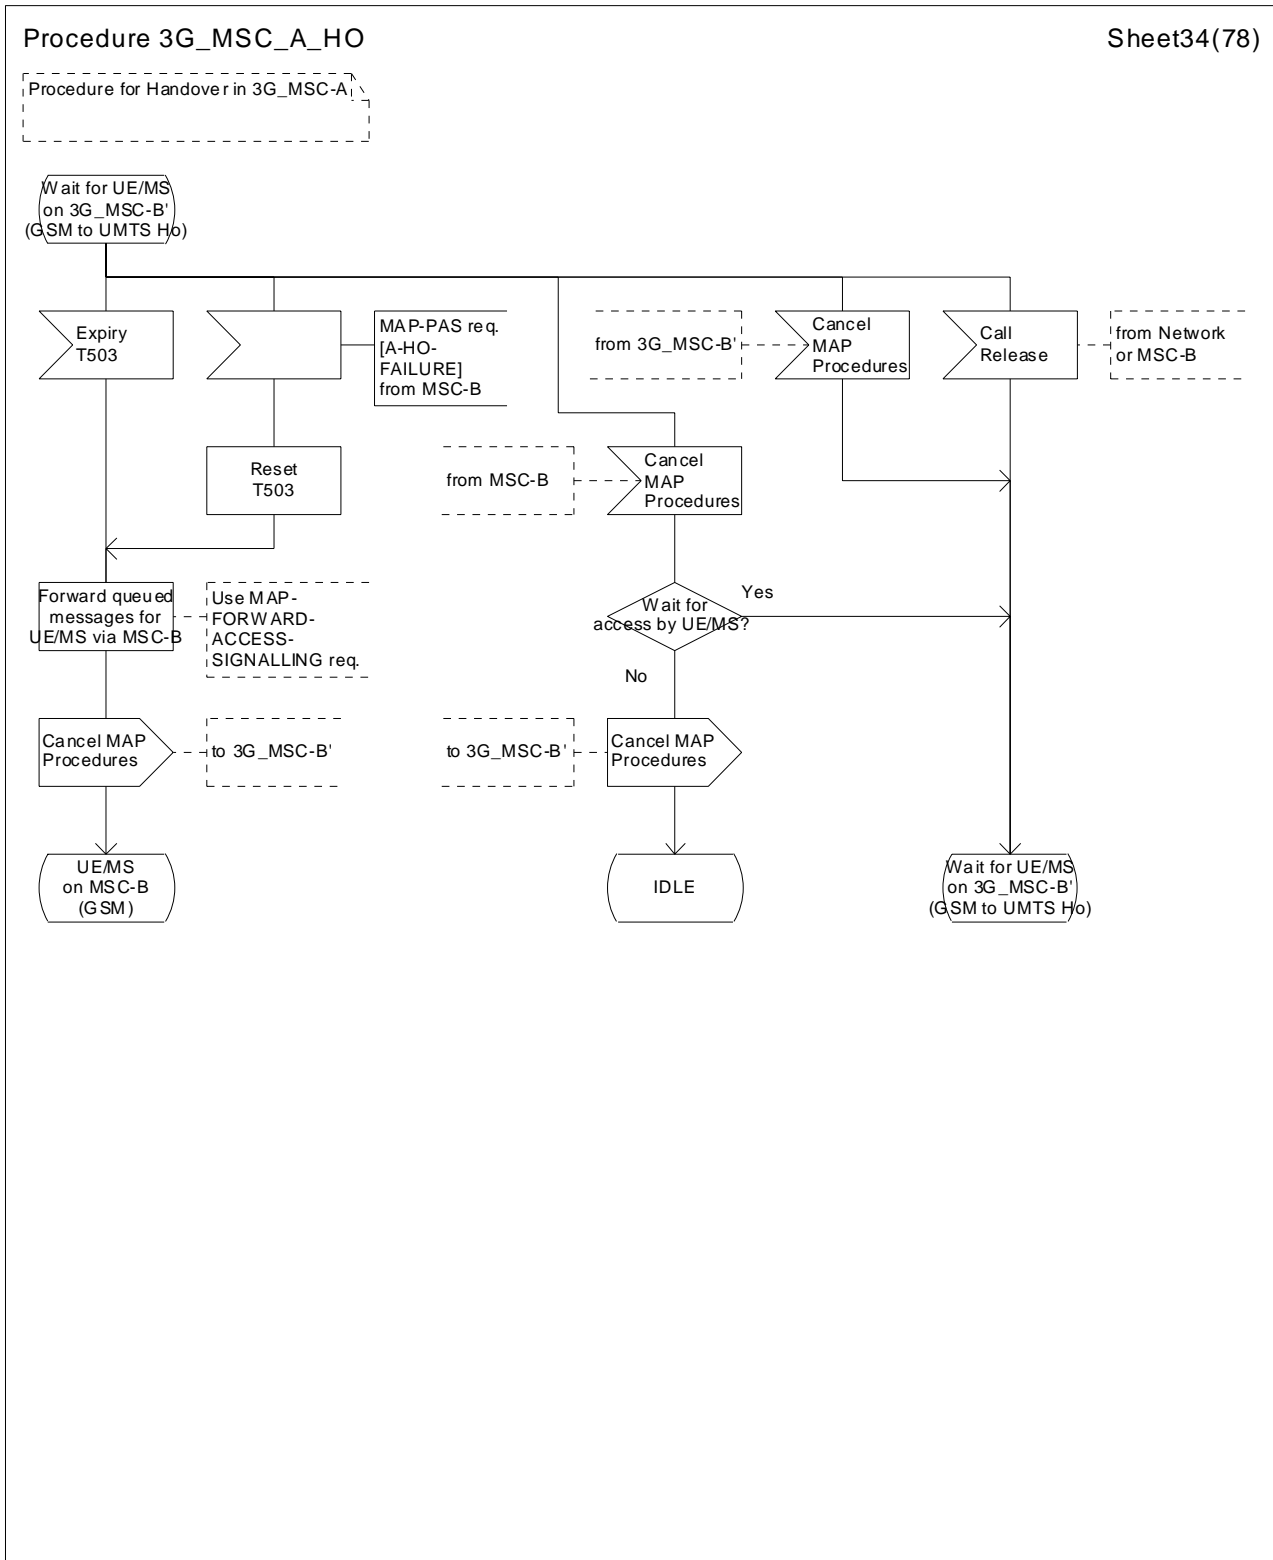 Procedure 3G_MSC_A_HO
Sheet34(78)
Procedure for Handover in 3G_MSC-A
Wait for UE/MS
on 3G_MSC-B'
(GSM to UMTS Ho)
Expiry
T503
MAP-PAS req.
[A-HO-
FAILURE]
from MSC-B
from 3G_MSC-B'
Cancel
MAP
Procedures
Call
Release
from Network
or MSC-B
Reset
T503
from MSC-B
Cancel
MAP
Procedures
Forward queued
messages for
UE/MS via MSC-B
Use MAP-
FORWARD-
ACCESS-
SIGNALLING req.
Wait for
access by UE/MS?
Yes
No
Cancel MAP
Procedures
to 3G_MSC-B'
to 3G_MSC-B'
Cancel MAP
Procedures
UE/MS
on MSC-B
(GSM)
IDLE
Wait for UE/MS
on 3G_MSC-B'
(GSM to UMTS Ho)